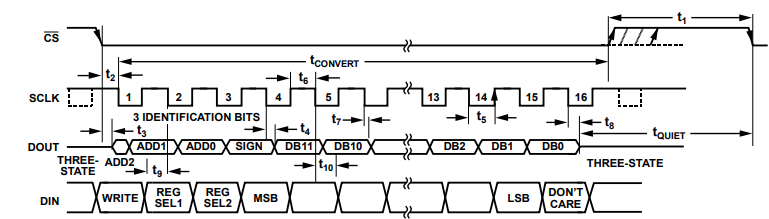 t1
CS
tCONVERT
t2
t6
SCLK
1 2 3 4 5 13 14 15 16
3 IDENTIFICATION BITS
t3 t4 t7 t5 t8
tQUIET
DOUT
ADD1 ADD0 SIGN DB11 DB10 DB2 DB1 DB0
THREE-
STATE
ADD2
THREE-STATE
t9 t10
DIN
WRITE
REG
SEL1
REG
SEL2
MSB
LSB
DON'T
CARE